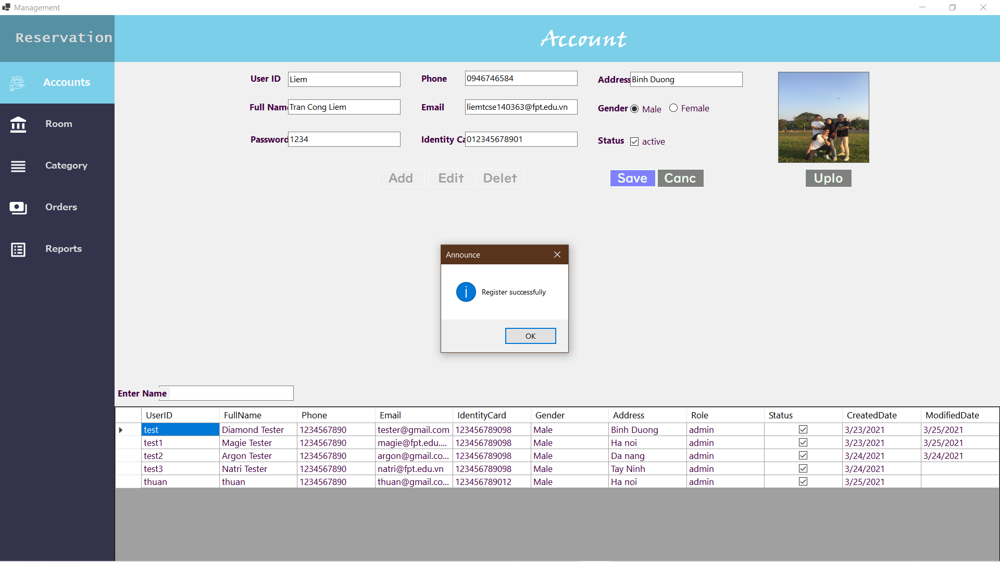 Management
Reservation
Account
Accounts
Room
Category
Orders
Reports
User ID Liem Phone 0946746584 Address Binh Duong
Full Name Tran Cong Liem Email liemtcse140363@fpt.edu.vn Gender Male Female
Password 1234 Identity Ca 012345678901 Status active
Add Edit Delet Save Canc Uplo
Announce
Register successfully
OK
Enter Name
UserID FullName Phone Email IdentityCard Gender Address Role Status CreatedDate ModifiedDate
test Diamond Tester 1234567890 tester@gmail.com 123456789098 Male Binh Duong admin 3/23/2021 3/25/2021
test1 Magie Tester 1234567890 magie@fpt.edu.... 123456789098 Male Ha noi admin 3/23/2021 3/25/2021
test2 Argon Tester 1234567890 argon@gmail.co... 123456789098 Male Da nang admin 3/24/2021 3/24/2021
test3 Natri Tester 1234567890 natri@fpt.edu.vn 123456789098 Male Tay Ninh admin 3/24/2021
thuan thuan 1234567890 thuan@gmail.co... 123456789012 Male Ha noi admin 3/25/2021